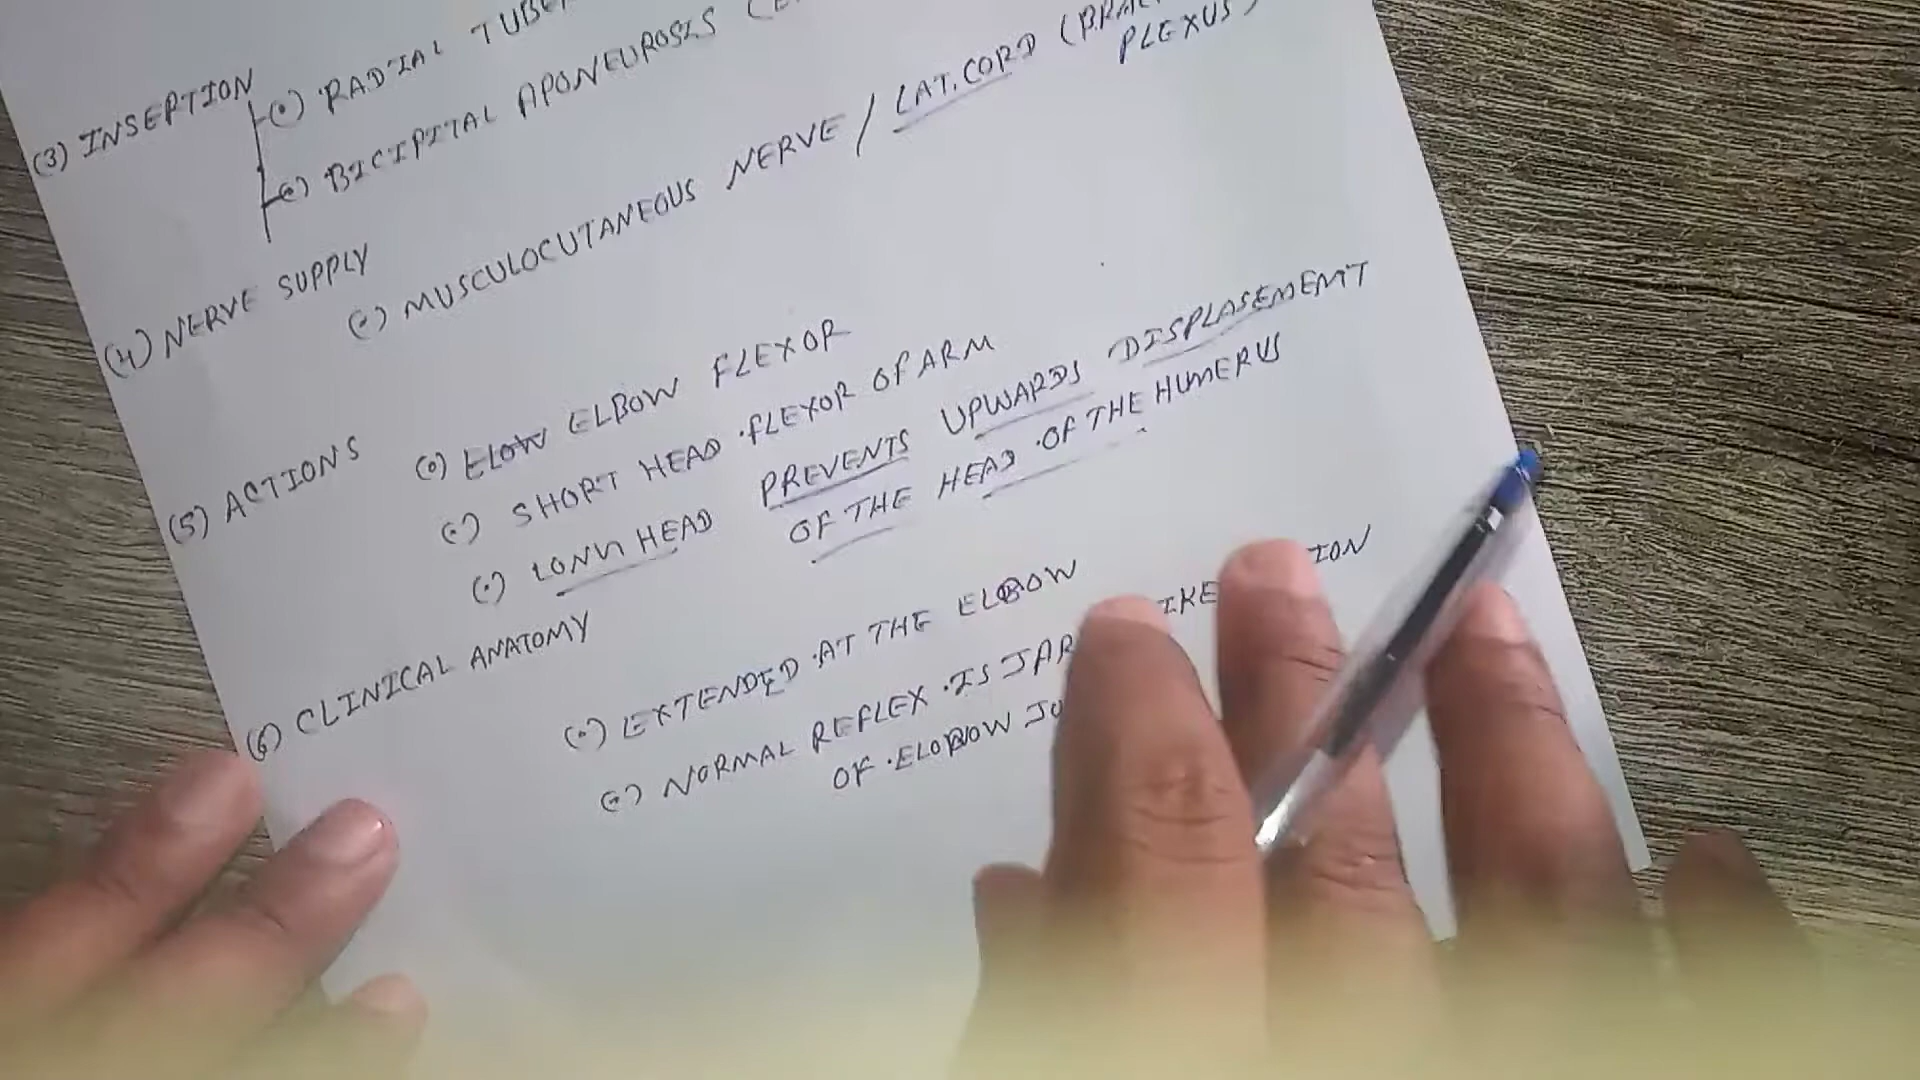 (3) INSERTION
(•) RADIAL
(•) BICIPITAL APONEUROSIS
(4) NERVE SUPPLY
(•) MUSCULOCUTANEOUS NERVE / LAT. CORD
PLEXUS)
(5) ACTIONS
(•) ELOW ELBOW FLEXOR
(•) SHORT HEAD FLEXOR OF ARM
(•) LONG HEAD PREVENTS UPWARDS DISPLASEMENT
OF THE HEAD OF THE HUMERUS
(6) CLINICAL ANATOMY
(•) EXTENDED AT THE ELBOW
(•) NORMAL REFLEX IS
OF ELOBOW